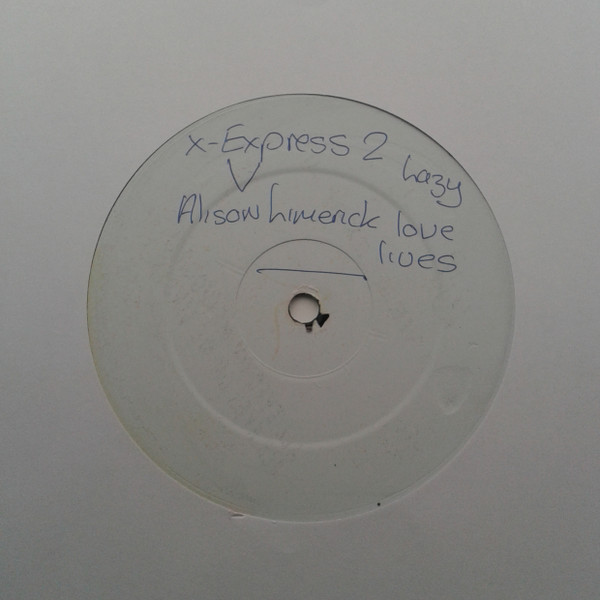 x-Express 2 Lazy
V
Alison Limerick love
lives